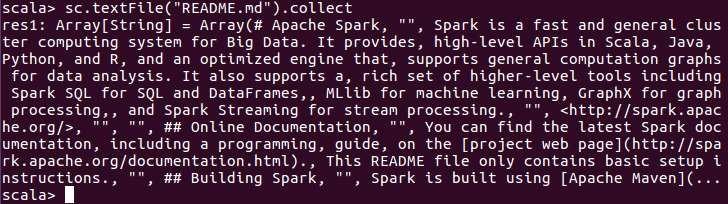 scala> sc.textFile("README.md").collect
res1: Array[String] = Array(# Apache Spark, "", Spark is a fast and general clus
ter computing system for Big Data. It provides, high-level APIs in Scala, Java,
Python, and R, and an optimized engine that, supports general computation graphs
 for data analysis. It also supports a, rich set of higher-level tools including
 Spark SQL for SQL and DataFrames,, MLlib for machine learning, GraphX for graph
 processing,, and Spark Streaming for stream processing., "", <http://spark.apac
he.org/>, "", "", ## Online Documentation, "", You can find the latest Spark doc
umentation, including a programming, guide, on the [project web page](http://spa
rk.apache.org/documentation.html)., This README file only contains basic setup i
nstructions., "", ## Building Spark, "", Spark is built using [Apache Maven](...
scala>